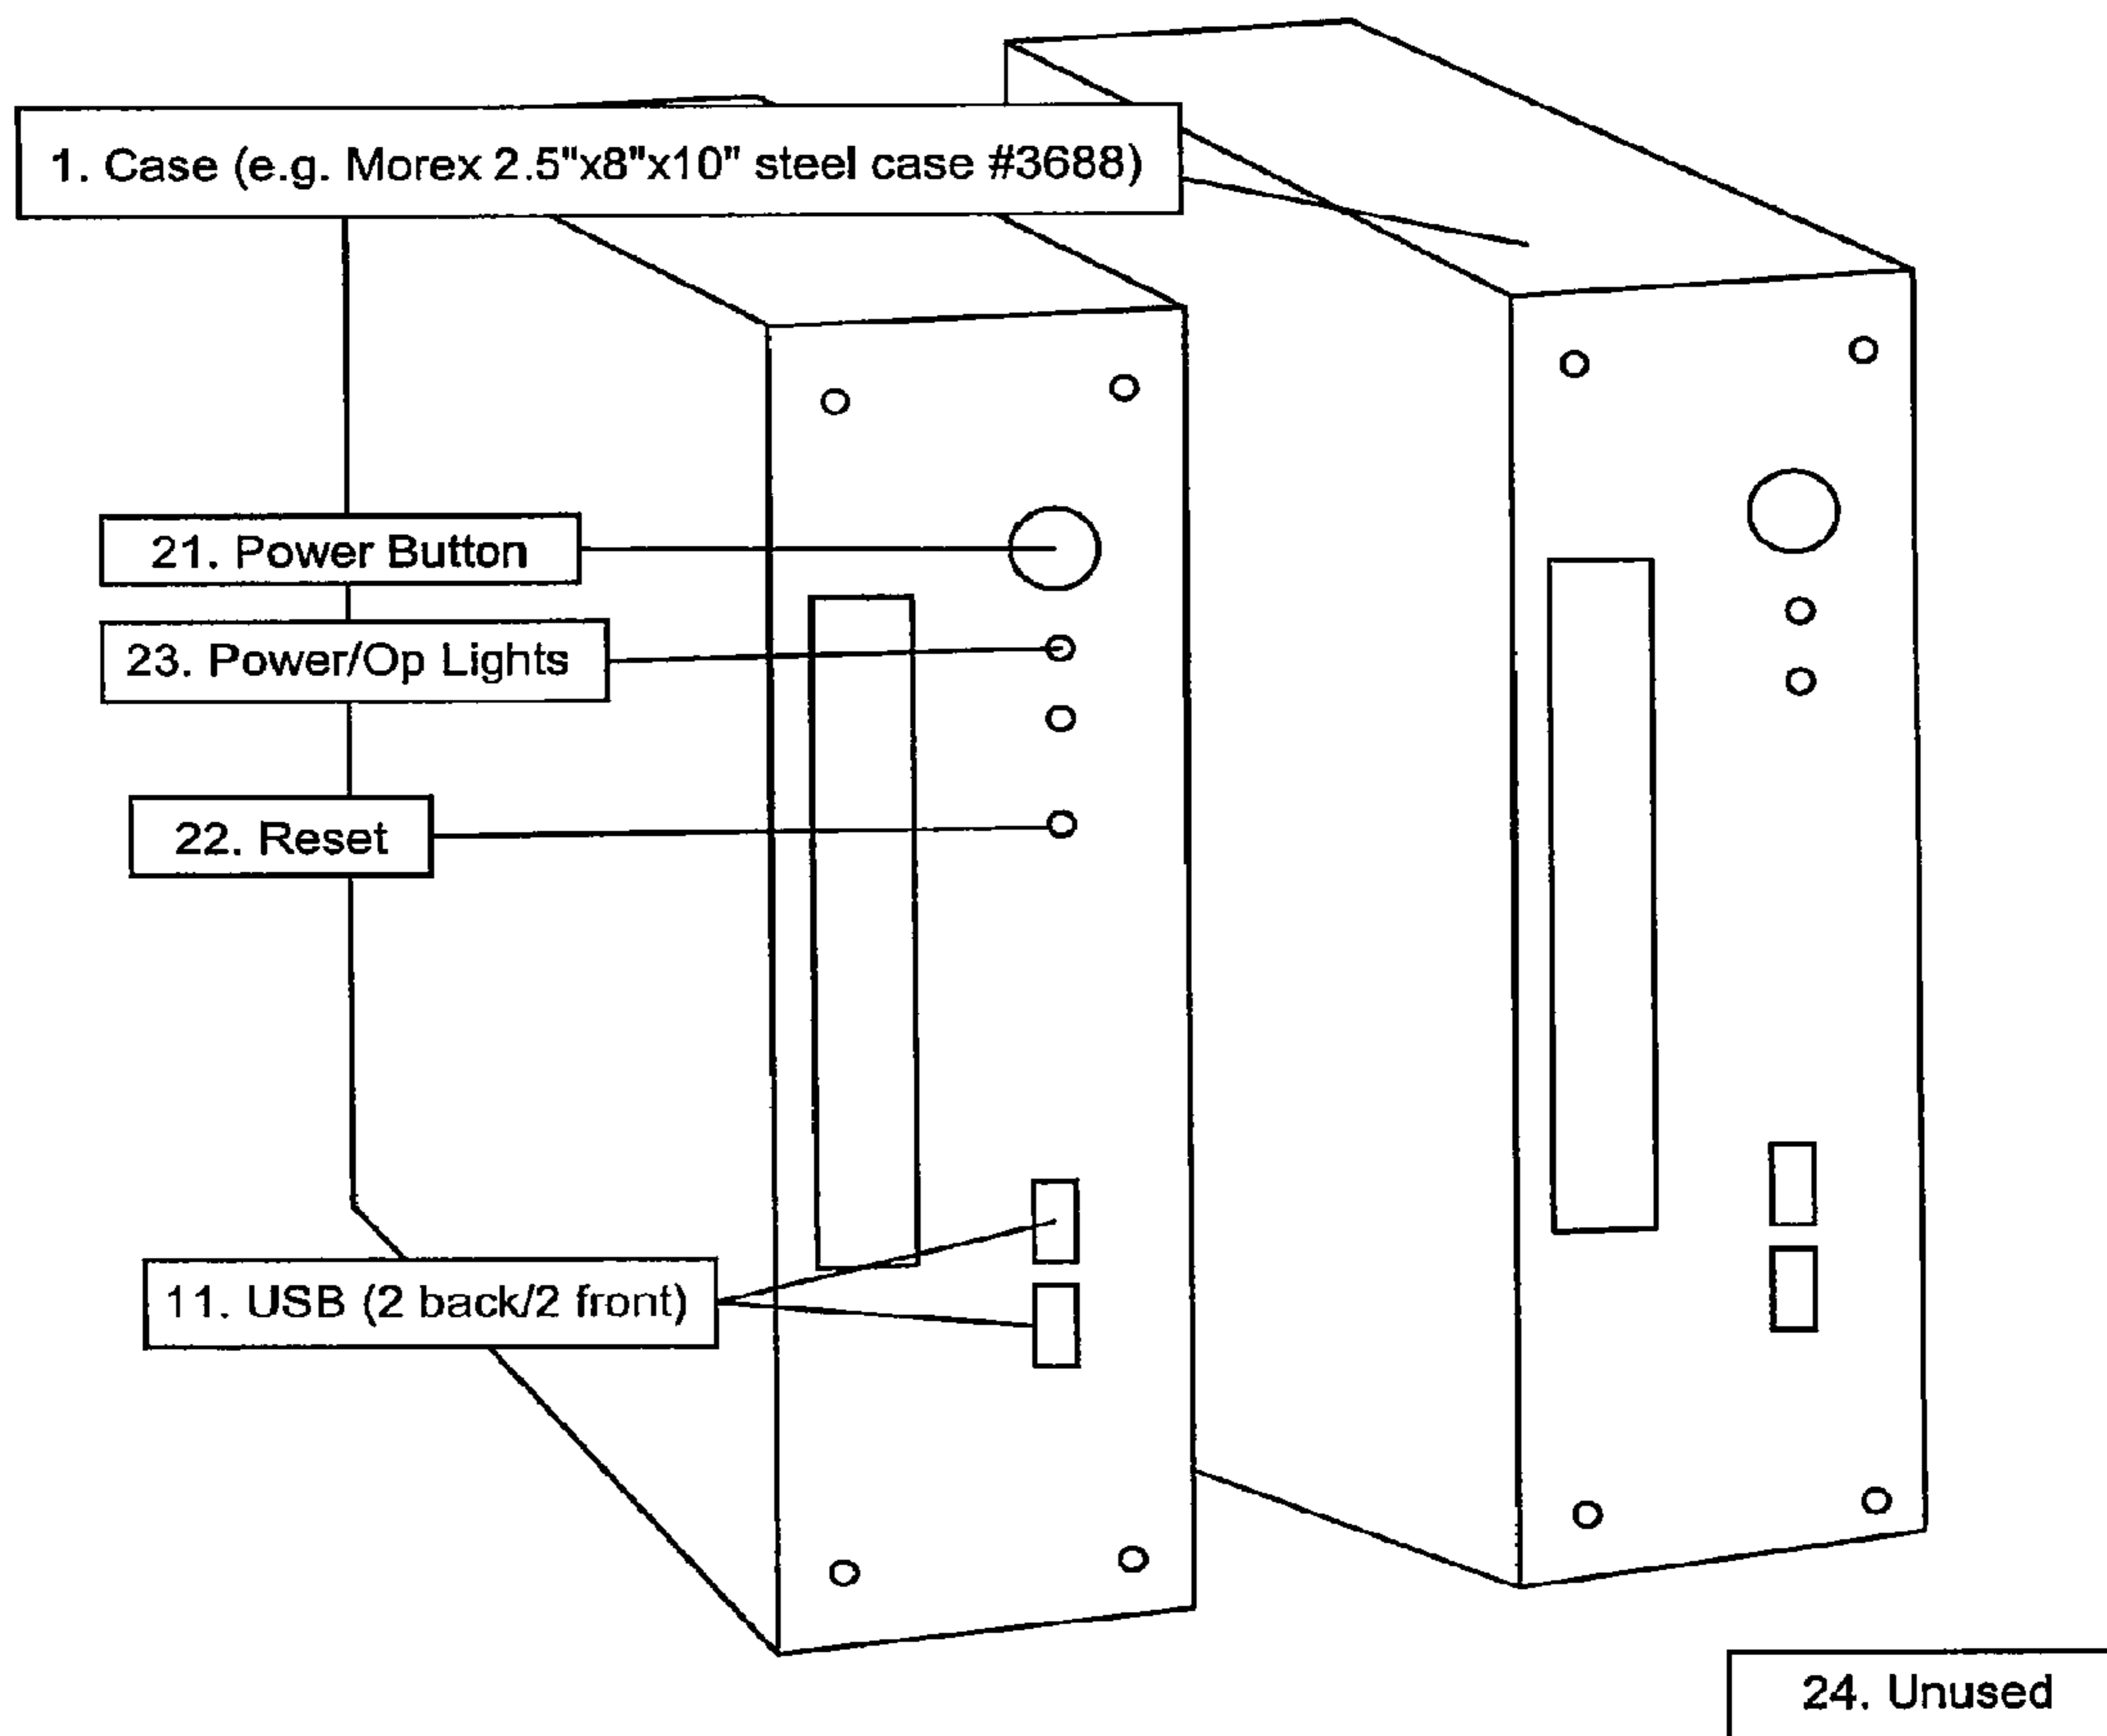 1. Case (e.g. Morex 2.5"x8"x10" steel case #3688)
21. Power Button
23. Power/Op Lights
22. Reset
11. USB (2 back/2 front)
24. Unused